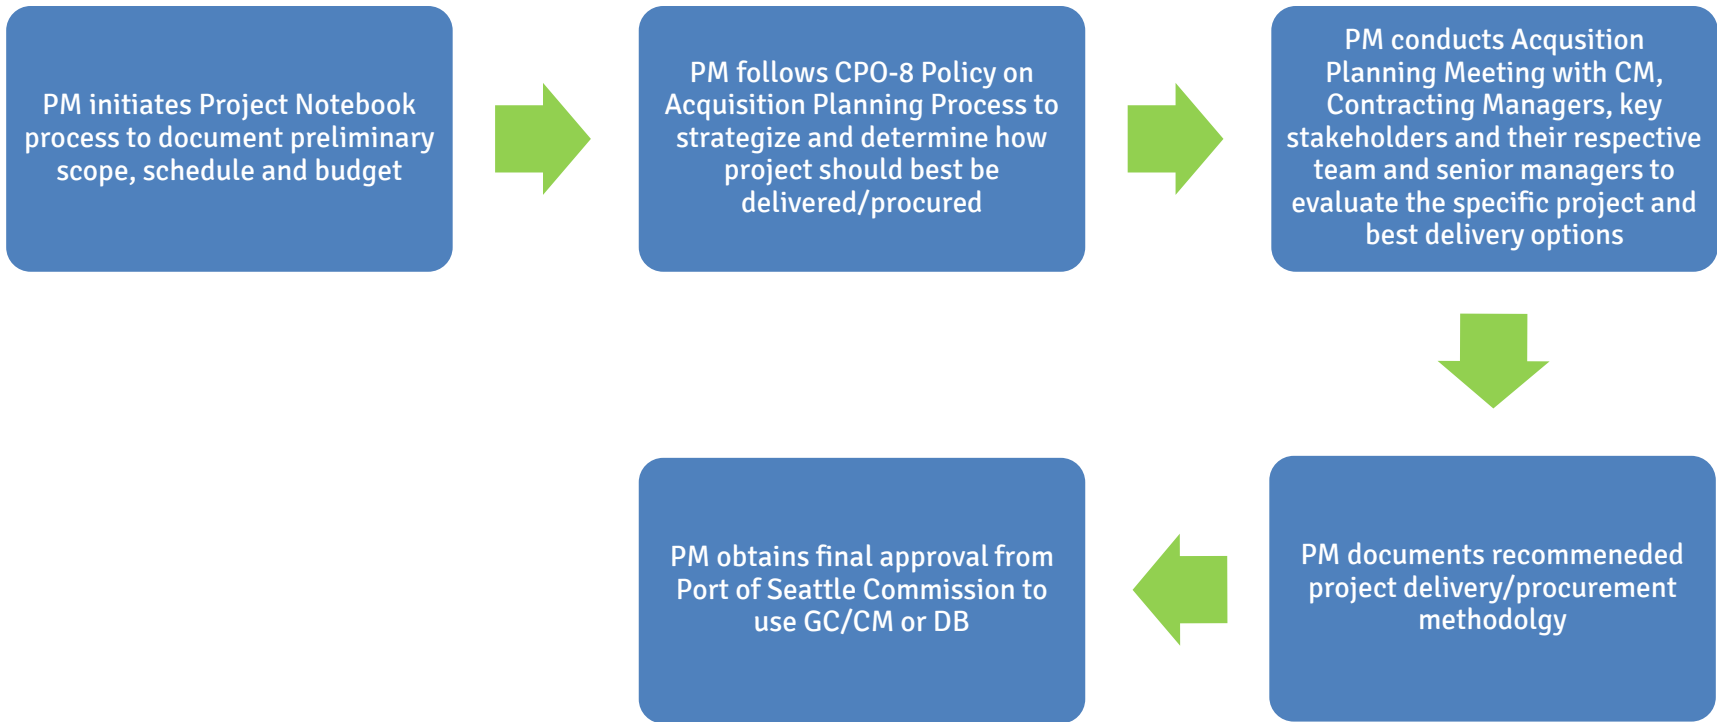 PM initiates Project Notebook
process to document preliminary
scope, schedule and budget
PM follows CPO-8 Policy on
Acquisition Planning Process to
strategize and determine how
project should best be
delivered/procured
PM conducts Acqusition
Planning Meeting with CM,
Contracting Managers, key
stakeholders and their respective
team and senior managers to
evaluate the specific project and
best delivery options
PM documents recommeneded
project delivery/procurement
methodolgy
PM obtains final approval from
Port of Seattle Commission to
use GC/CM or DB